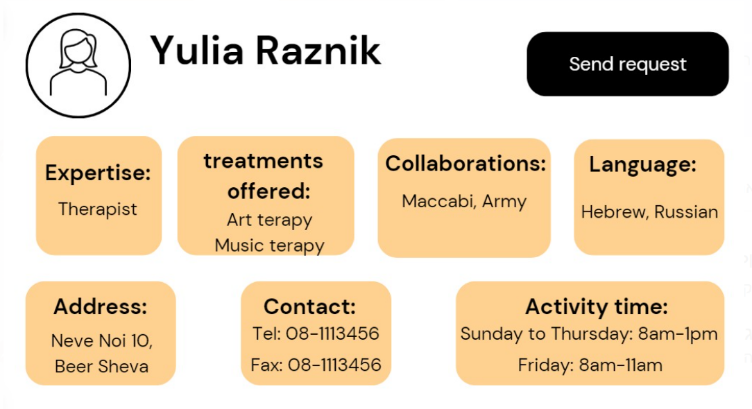 Yulia Raznik
Send request
Expertise:
Therapist
treatments
offered:
Art terapy
Music terapy
Collaborations:
Maccabi, Army
Language:
Hebrew, Russian
Address:
Neve Noi 10,
Beer Sheva
Contact:
Tel: 08-1113456
Fax: 08-1113456
Activity time:
Sunday to Thursday: 8am-1pm
Friday: 8am-11am